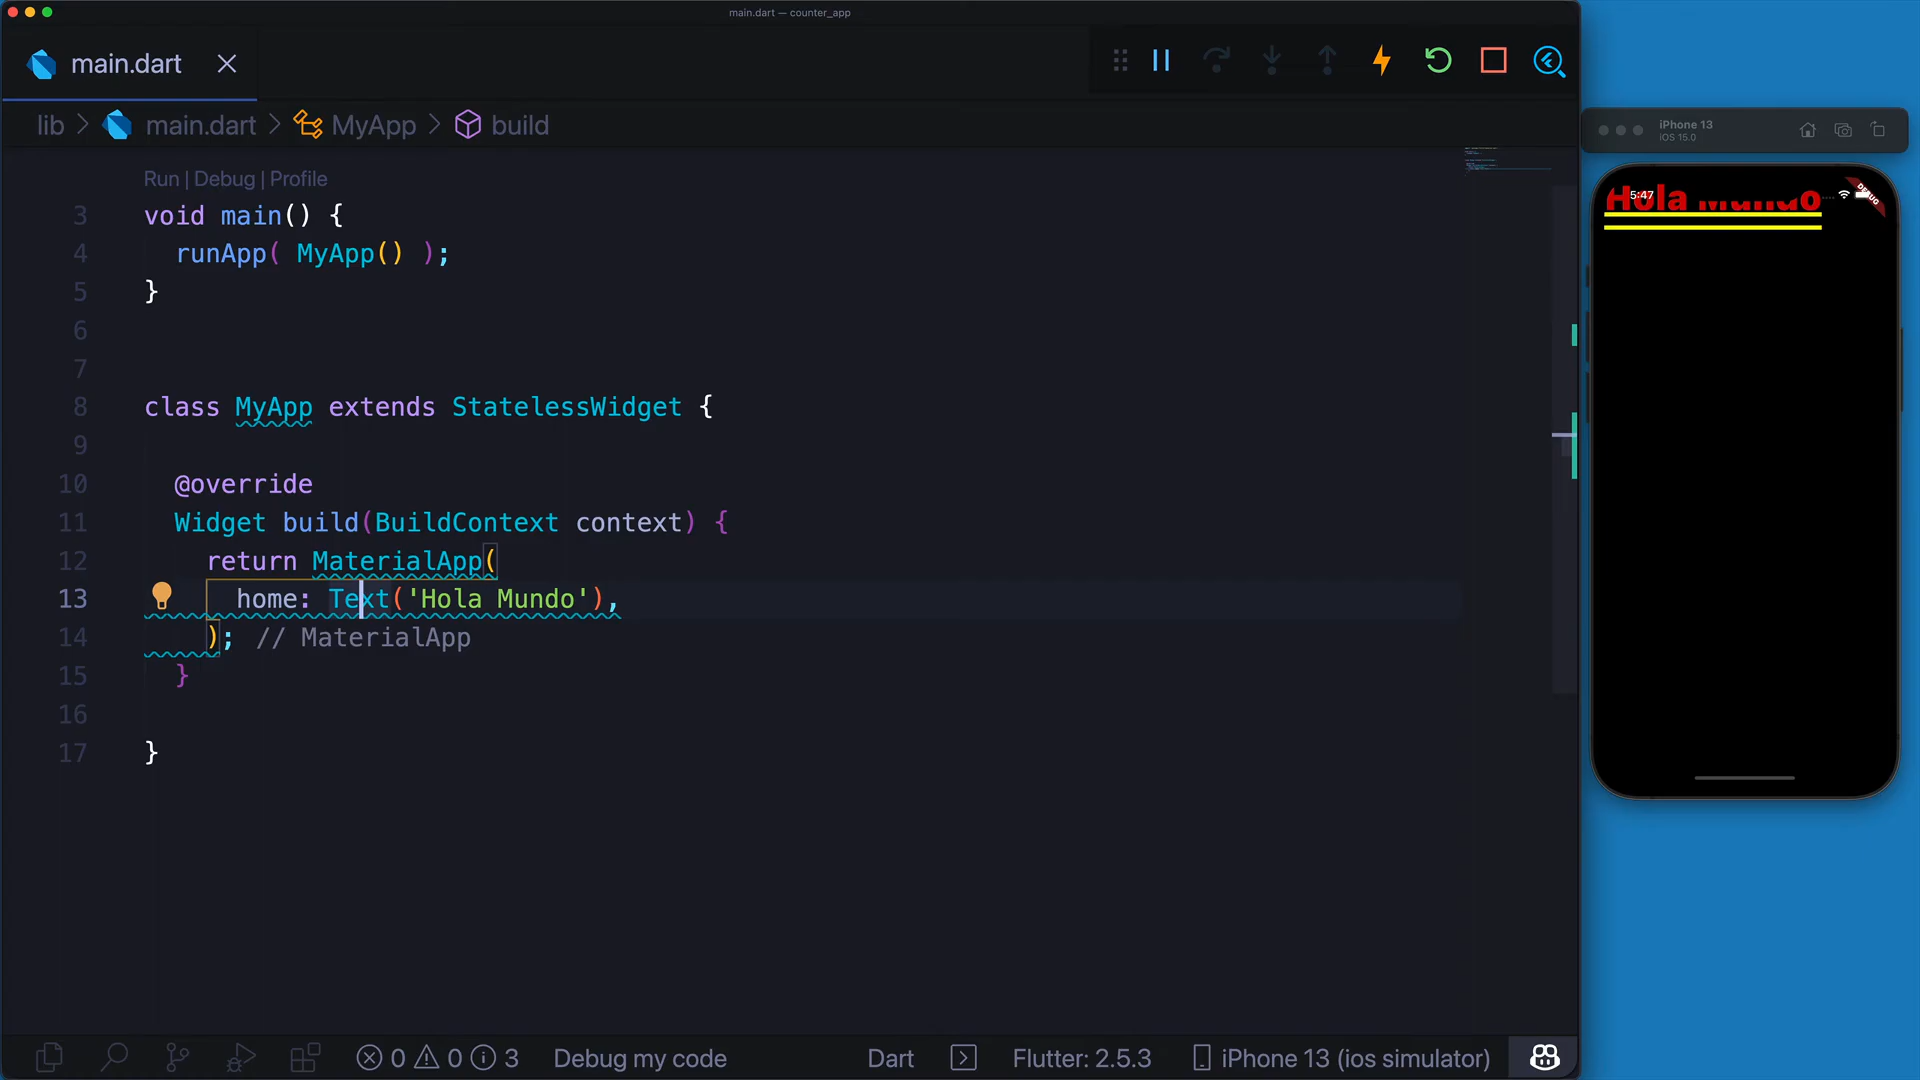 main.dart — counter_app
main.dart
lib > main.dart > MyApp > build
Run | Debug | Profile
3 void main() {
4 runApp( MyApp() );
5 }
6
7
8 class MyApp extends StatelessWidget {
9
10 @override
11 Widget build(BuildContext context) {
12 return MaterialApp(
13 home: Text('Hola Mundo'),
14 ); // MaterialApp
15 }
16
17 }
0 0 3 Debug my code Dart Flutter: 2.5.3 iPhone 13 (ios simulator)
iPhone 13
iOS 15.0
5:47
DEBUG
Hola Mundo